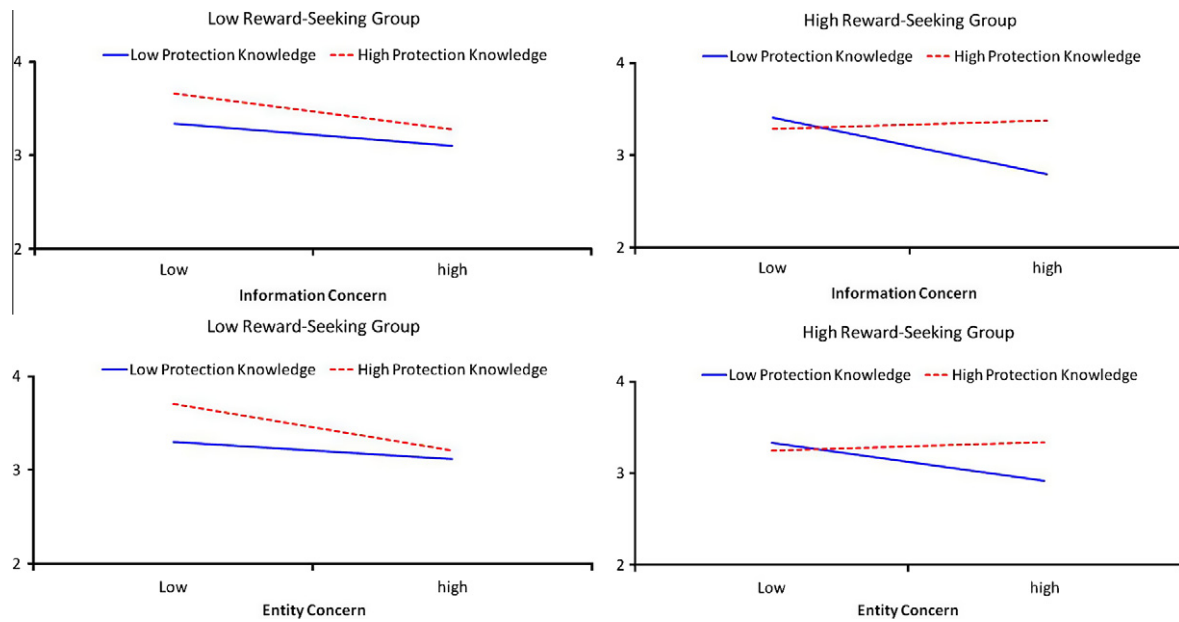 Low Reward-Seeking Group
Low Protection Knowledge High Protection Knowledge
4
3
2
Low high
Information Concern
High Reward-Seeking Group
Low Protection Knowledge High Protection Knowledge
4
3
2
Low high
Information Concern
Low Reward-Seeking Group
Low Protection Knowledge High Protection Knowledge
4
3
2
Low high
Entity Concern
High Reward-Seeking Group
Low Protection Knowledge High Protection Knowledge
4
3
2
Low high
Entity Concern